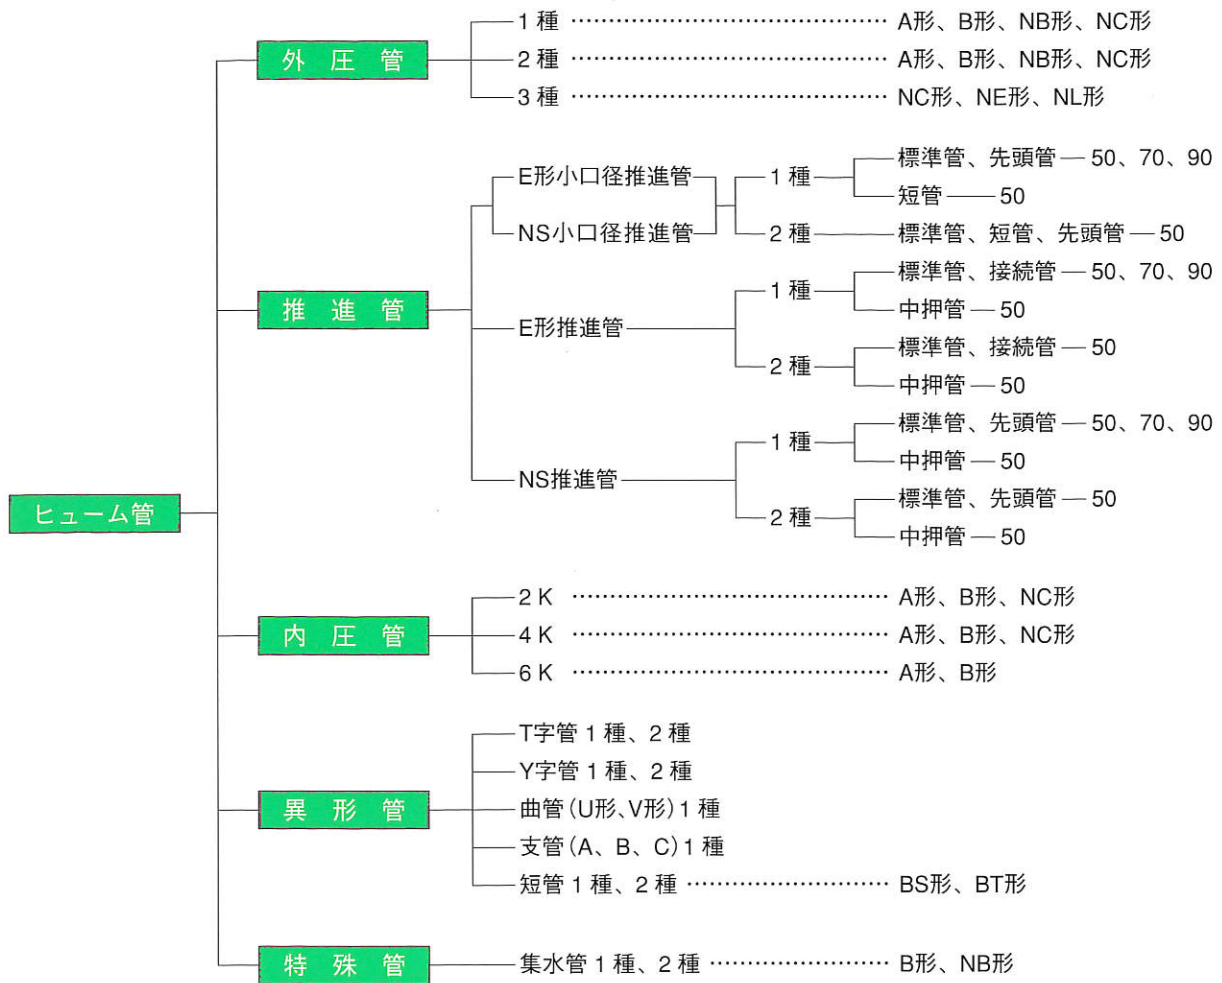 1種 ………………………………… A形、B形、NB形、NC形
外圧管
2種 ………………………………… A形、B形、NB形、NC形
3種 ………………………………… NC形、NE形、NL形
標準管、先頭管 — 50、70、90
E形小口径推進管
1種
短管 — 50
NS小口径推進管
2種
標準管、短管、先頭管 — 50
標準管、接続管 — 50、70、90
1種
推進管
中押管 — 50
E形推進管
標準管、接続管 — 50
2種
中押管 — 50
標準管、先頭管 — 50、70、90
1種
中押管 — 50
NS推進管
標準管、先頭管 — 50
ヒューム管
2種
中押管 — 50
2K ………………………………… A形、B形、NC形
内圧管
4K ………………………………… A形、B形、NC形
6K ………………………………… A形、B形
T字管 1種、2種
Y字管 1種、2種
異形管
曲管(U形、V形)1種
支管(A、B、C)1種
短管 1種、2種 …………………… BS形、BT形
特殊管
集水管 1種、2種 ………………… B形、NB形